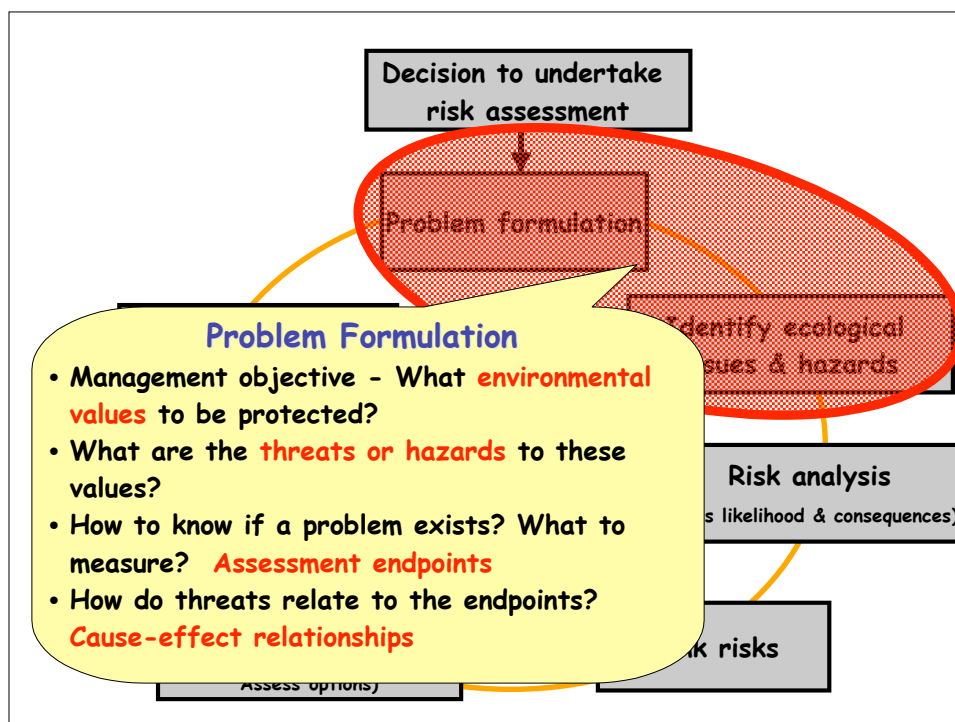 Decision to undertake
risk assessment
Problem formulation
Identify ecological
issues & hazards
Problem Formulation
• Management objective - What environmental
values to be protected?
• What are the threats or hazards to these
values?
• How to know if a problem exists? What to
measure? Assessment endpoints
• How do threats relate to the endpoints?
Cause-effect relationships
Risk analysis
likelihood & consequences)
risks
Assess options)